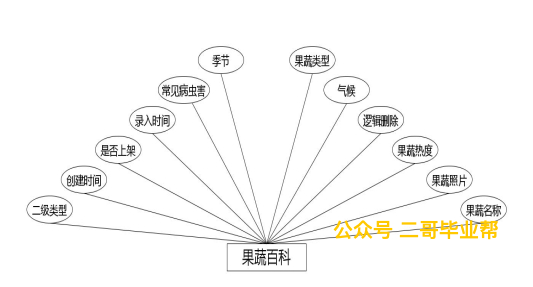 季节
果蔬类型
常见病虫害
气候
录入时间
逻辑删除
是否上架
果蔬热度
创建时间
果蔬照片
二级类型
果蔬名称
公众号 二哥毕业帮
果蔬百科